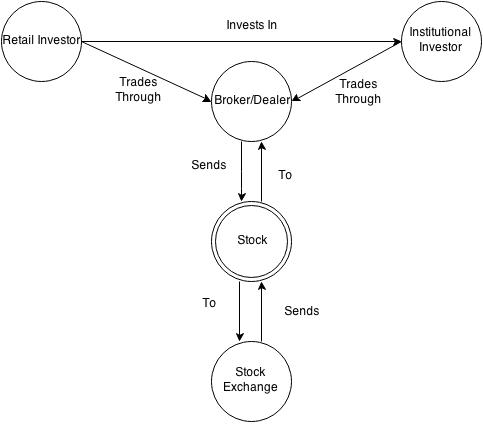 Invests In
Retail Investor
Institutional
Investor
Trades
Through
Trades
Through
Broker/Dealer
Sends
To
Stock
To
Sends
Stock
Exchange